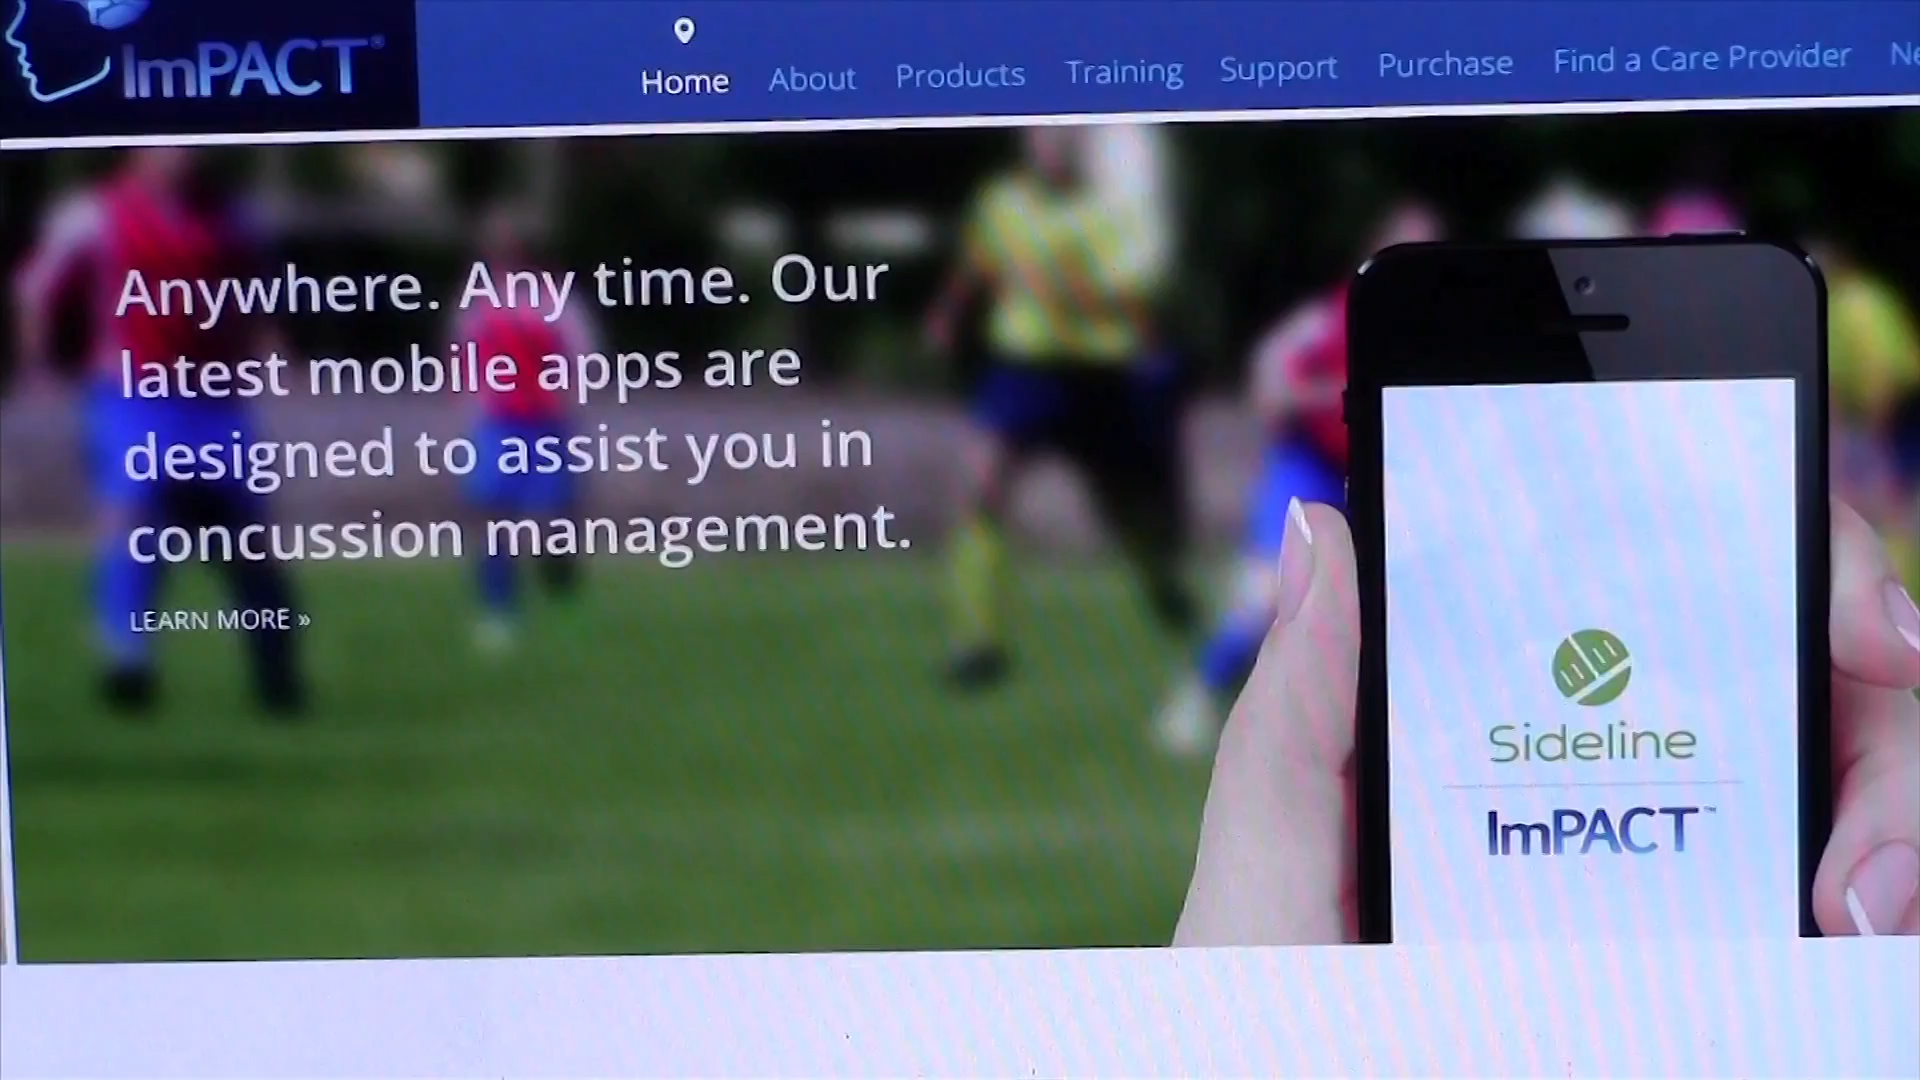 ImPACT®
Home About Products Training Support Purchase Find a Care Provider
Anywhere. Any time. Our
latest mobile apps are
designed to assist you in
concussion management.
LEARN MORE »
Sideline
ImPACT™